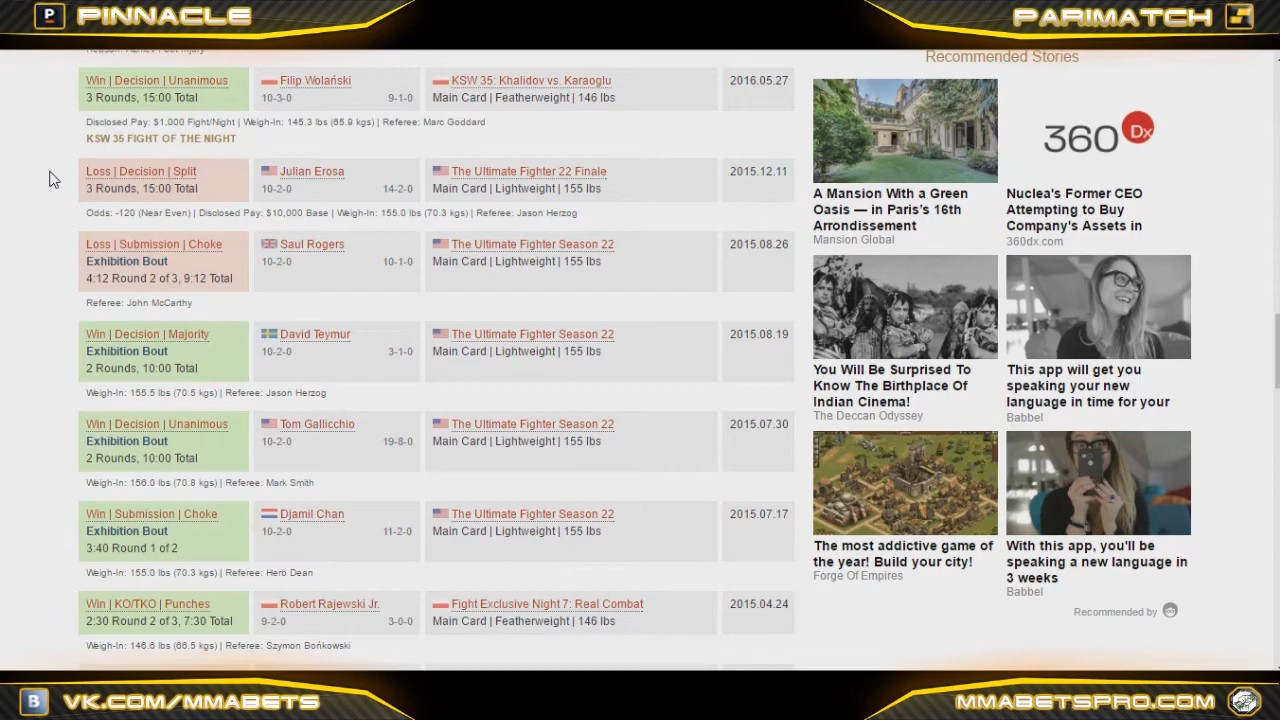 P PINNACLE
PARIMATCH
Win | Decision | Unanimous
3 Rounds, 15:00 Total
Filip Wolański
10-3-0 9-1-0
KSW 35: Khalidov vs. Karaoglu
Main Card | Featherweight | 146 lbs
2016.05.27
Disclosed Pay: $1,000 Fight/Night | Weigh-In: 145.3 lbs (65.9 kgs) | Referee: Marc Goddard
KSW 35 FIGHT OF THE NIGHT
Loss | Decision | Split
3 Rounds, 15:00 Total
Julian Erosa
10-2-0 14-2-0
The Ultimate Fighter 22 Finale
Main Card | Lightweight | 155 lbs
2015.12.11
Odds: -120 (Near Even) | Disclosed Pay: $10,000 Base | Weigh-In: 155.0 lbs (70.3 kgs) | Referee: Jason Herzog
Loss | Submission | Choke
Exhibition Bout
4:12 Round 2 of 3, 9:12 Total
Saul Rogers
10-2-0 10-1-0
The Ultimate Fighter Season 22
Main Card | Lightweight | 155 lbs
2015.08.26
Referee: John McCarthy
Win | Decision | Majority
Exhibition Bout
2 Rounds, 10:00 Total
David Teymur
10-2-0 3-1-0
The Ultimate Fighter Season 22
Main Card | Lightweight | 155 lbs
2015.08.19
Weigh-In: 155.5 lbs (70.5 kgs) | Referee: Jason Herzog
Win | Decision | Unanimous
Exhibition Bout
2 Rounds, 10:00 Total
Tom Gallicchio
10-2-0 19-8-0
The Ultimate Fighter Season 22
Main Card | Lightweight | 155 lbs
2015.07.30
Weigh-In: 156.0 lbs (70.8 kgs) | Referee: Mark Smith
Win | Submission | Choke
Exhibition Bout
3:40 Round 1 of 2
Djamil Chan
10-2-0 11-2-0
The Ultimate Fighter Season 22
Main Card | Lightweight | 155 lbs
2015.07.17
Weigh-In: 155.0 lbs (70.3 kgs) | Referee: Herb Dean
Win | KO/TKO | Punches
2:30 Round 2 of 3, 7:30 Total
Robert Rajewski Jr.
9-2-0 3-0-0
Fight Exclusive Night 7: Real Combat
Main Card | Featherweight | 146 lbs
2015.04.24
Weigh-In: 146.6 lbs (66.5 kgs) | Referee: Szymon Bońkowski
Recommended Stories
A Mansion With a Green
Oasis — in Paris's 16th
Arrondissement
Mansion Global
360Dx
Nuclea's Former CEO
Attempting to Buy
Company's Assets in
360dx.com
You Will Be Surprised To
Know The Birthplace Of
Indian Cinema!
The Deccan Odyssey
This app will get you
speaking your new
language in time for your
Babbel
The most addictive game of
the year! Build your city!
Forge Of Empires
With this app, you'll be
speaking a new language in
3 weeks
Babbel
Recommended by
B VK.COM/MMABETS
MMABETSPRO.COM